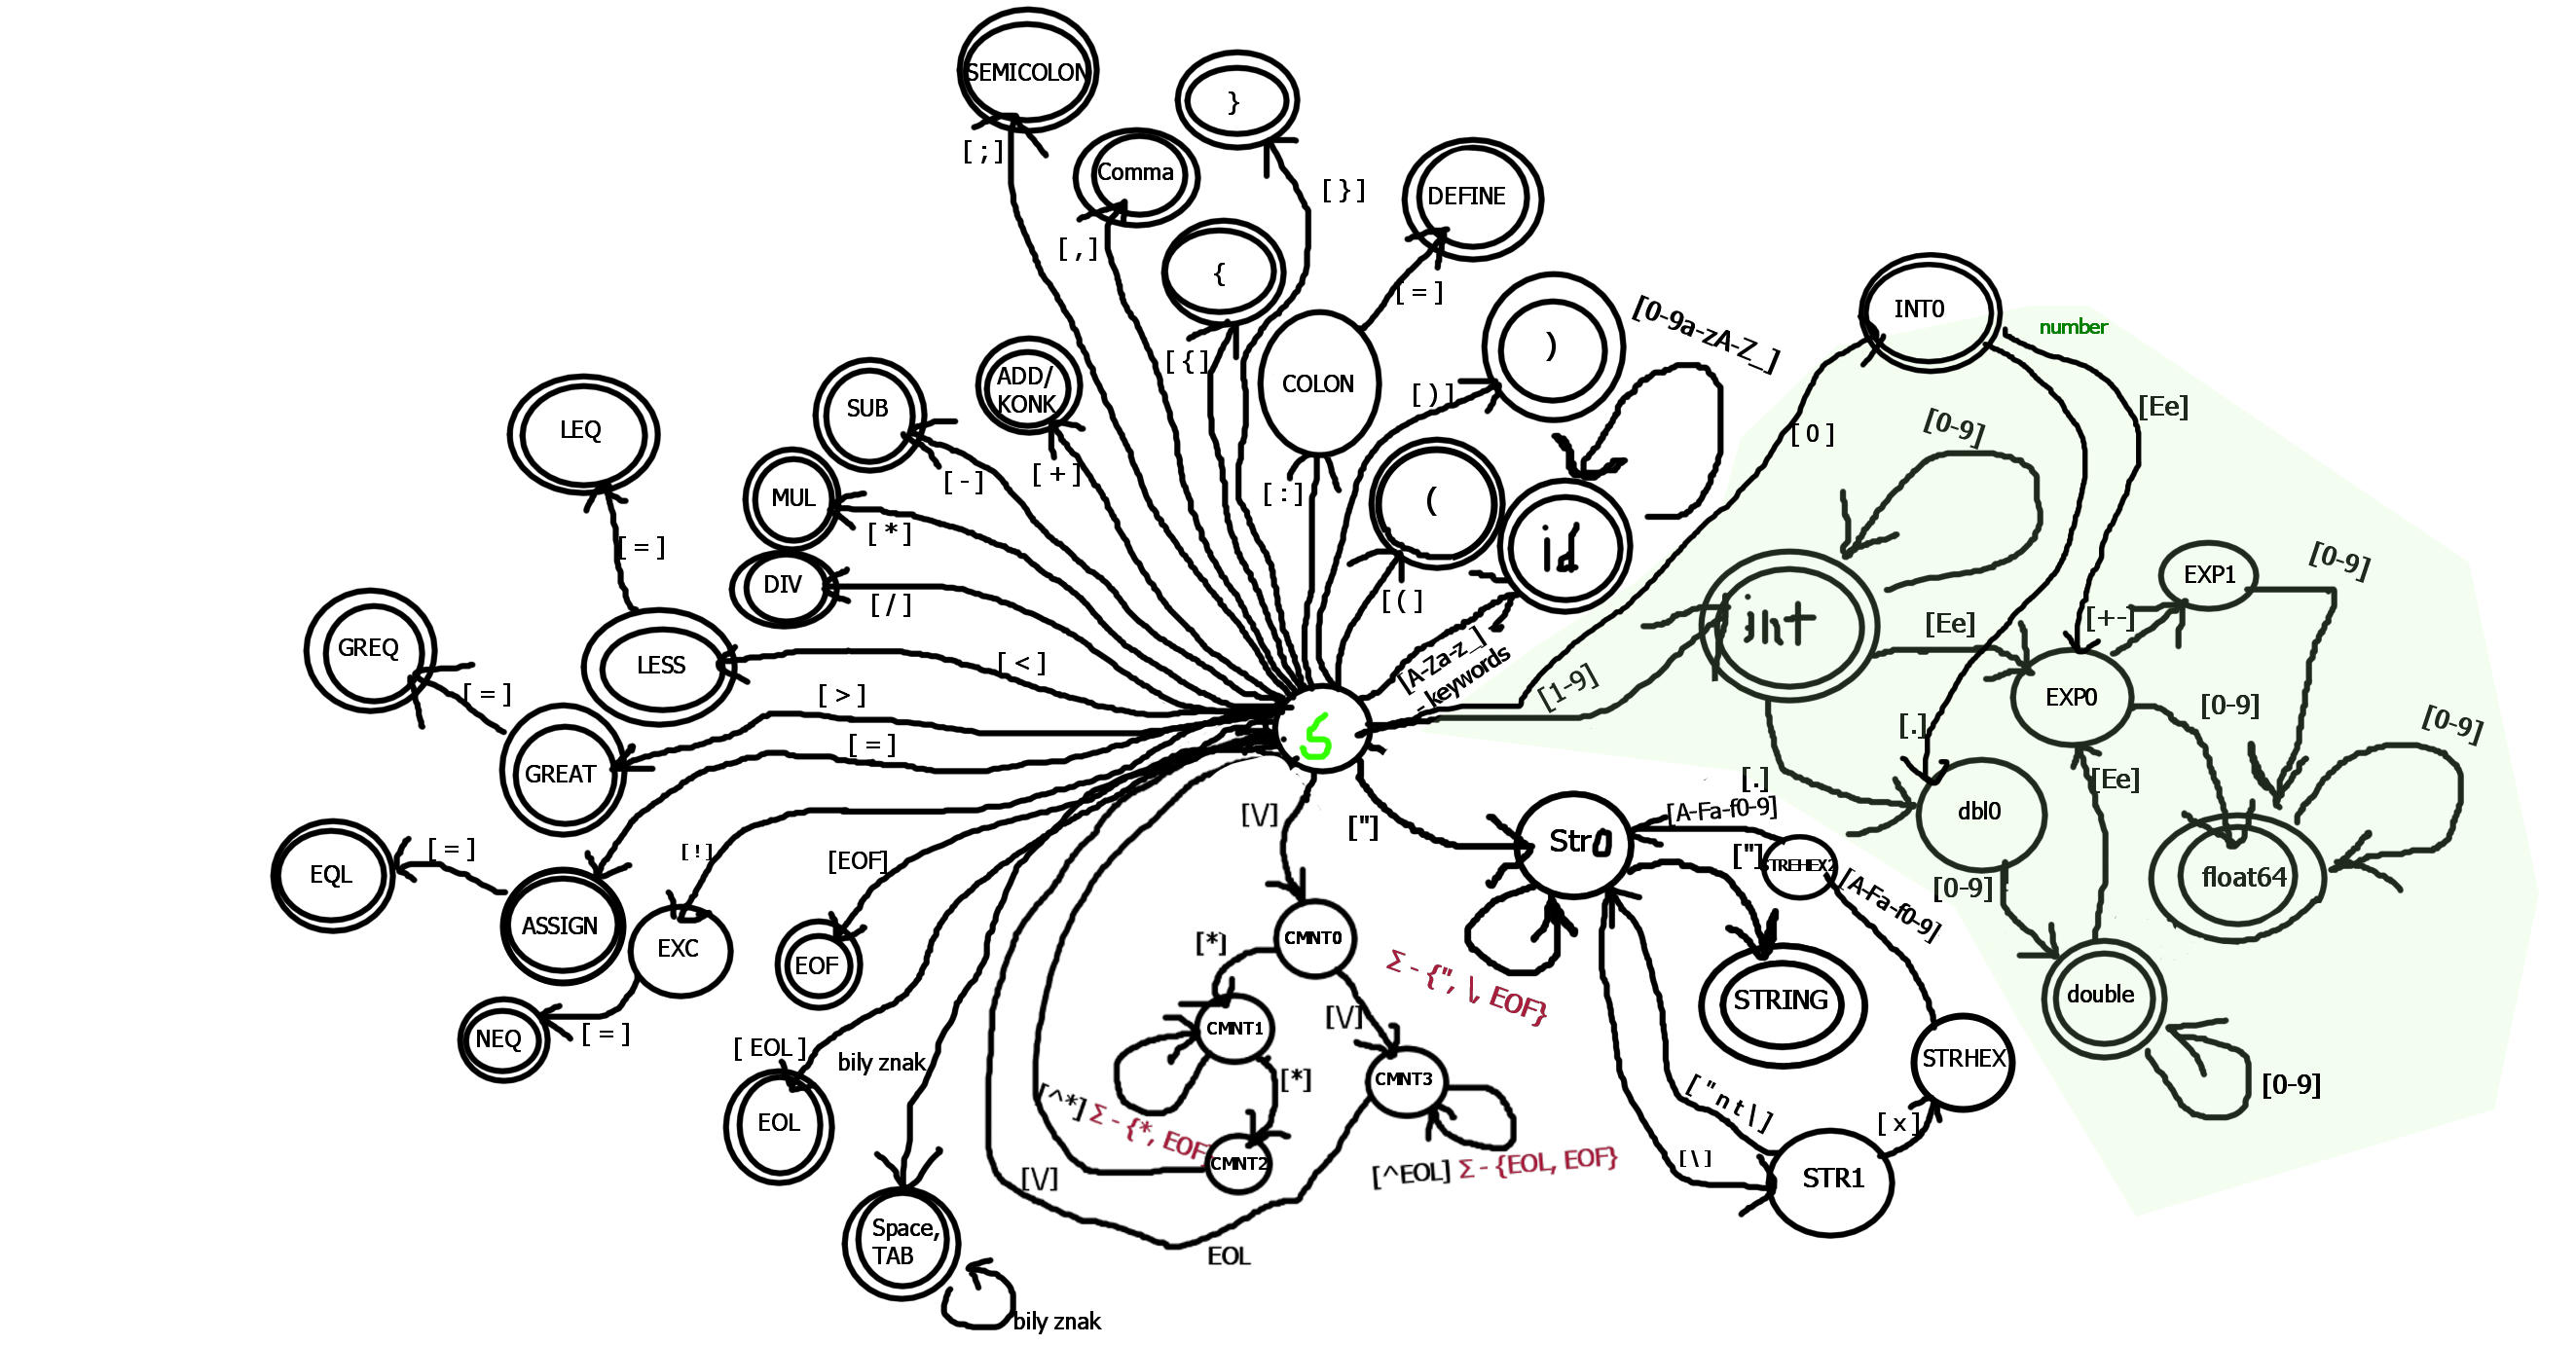 SEMICOLON
[;]
}
[}]
Comma
[,]
DEFINE
[=]
{
[{]
COLON
[:]
)
[)]
[0-9a-zA-Z_]
INT0
number
[0]
[Ee]
[.]
LEQ
[=]
SUB
[-]
ADD/
KONK
[+]
MUL
[*]
DIV
[/]
(
[(]
id
[A-Za-z_]
- keywords
[0-9]
int
[1-9]
[Ee]
[+-]
EXP1
[0-9]
EXP0
[0-9]
[0-9]
GREQ
[=]
LESS
[<]
[>]
GREAT
[=]
S
[.]
dbl0
[Ee]
float64
[0-9]
double
[0-9]
EQL
[=]
ASSIGN
[!]
EXC
NEQ
[=]
[EOF]
EOF
[ EOL ]
EOL
bily znak
Space,
TAB
bily znak
[\/]
CMNT0
[*]
[\/]
CMNT1
[*]
CMNT3
[^*] Σ - {*, EOF}
CMNT2
[\/]
[^EOL] Σ - {EOL, EOF}
EOL
["]
Str0
[A-Fa-f0-9]
["]
STREHEX2
[A-Fa-f0-9]
Σ - {", \, EOF}
STRING
STRHEX
["nt\]
[x]
[\]
STR1